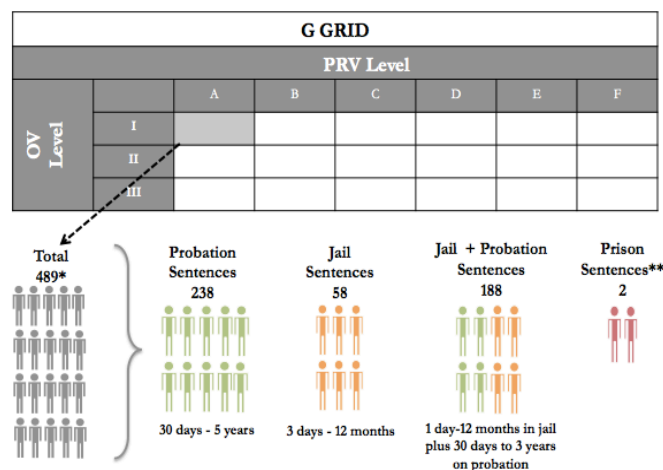 G GRID
PRV Level
OV Level
A B C D E F
I
II
III
Total
489*
Probation
Sentences
238
30 days - 5 years
Jail
Sentences
58
3 days - 12 months
Jail + Probation
Sentences
188
1 day-12 months in jail
plus 30 days to 3 years
on probation
Prison
Sentences**
2